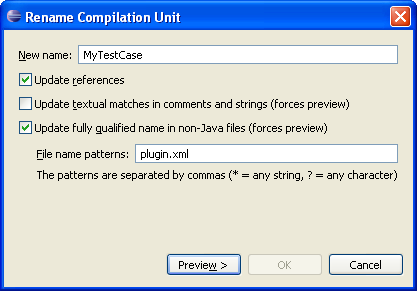 Rename Compilation Unit
New name: MyTestCase
Update references
Update textual matches in comments and strings (forces preview)
Update fully qualified name in non-Java files (forces preview)
File name patterns: plugin.xml
The patterns are separated by commas (* = any string, ? = any character)
Preview > OK Cancel